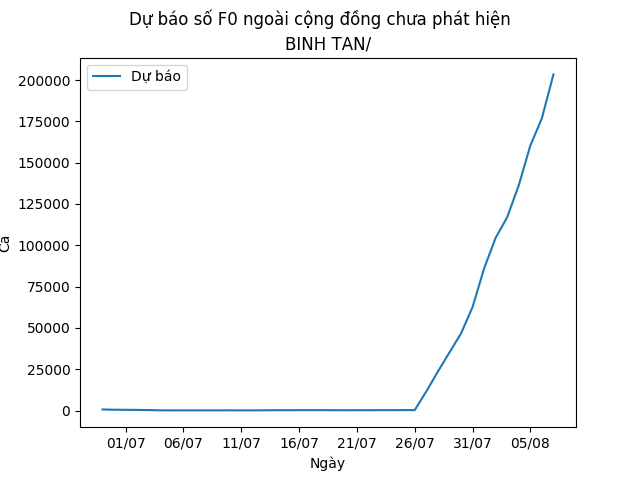 Dự báo số F0 ngoài cộng đồng chưa phát hiện
BINH TAN/
Dự báo
200000
175000
150000
125000
100000
75000
50000
25000
0
Ca
01/07 06/07 11/07 16/07 21/07 26/07 31/07 05/08
Ngày